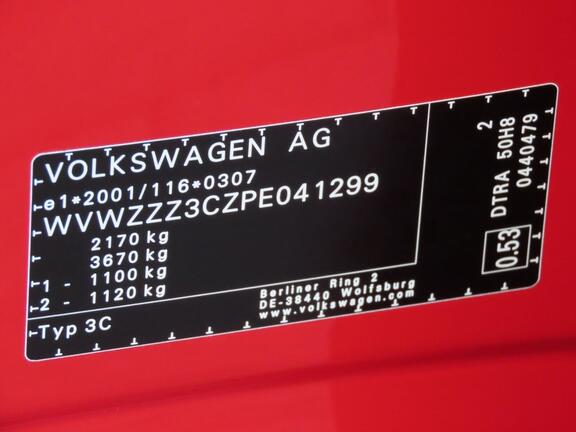 VOLKSWAGEN AG
e1*2001/116*0307
WVWZZZ3CZPE041299
2170 kg
3670 kg
1 - 1100 kg
2 - 1120 kg
Typ 3C
Berliner Ring 2
DE-38440 Wolfsburg
www.volkswagen.com
2
DTRA 50H8
0440479
0.53